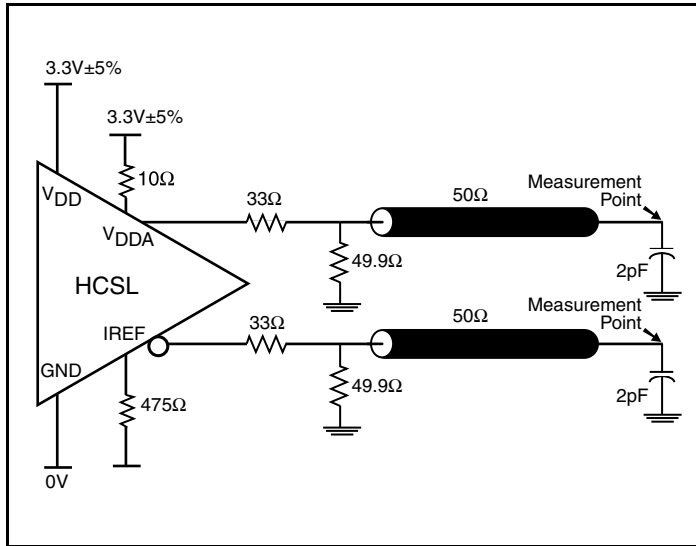 3.3V±5%
3.3V±5%
10Ω
VDD
VDDA
33Ω
50Ω
Measurement
Point
49.9Ω
2pF
HCSL
IREF
33Ω
50Ω
Measurement
Point
GND
475Ω
49.9Ω
2pF
0V